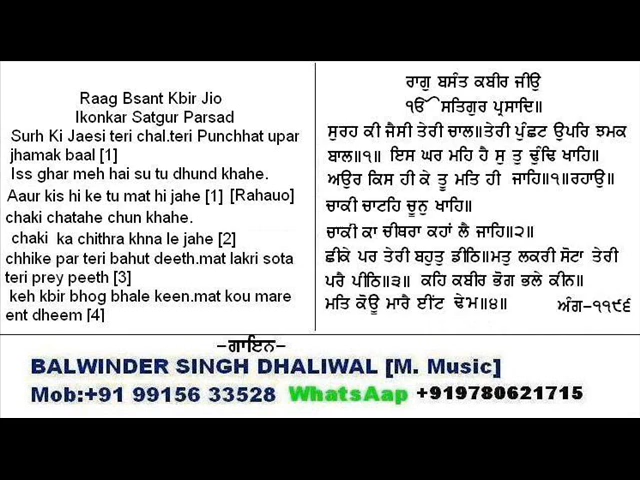 Raag Bsant Kbir Jio
Ikonkar Satgur Parsad
Surh Ki Jaesi teri chal.teri Punchhat upar
jhamak baal [1]
Iss ghar meh hai su tu dhund khahe.
Aaur kis hi ke tu mat hi jahe [1] [Rahauo]
chaki chatahe chun khahe.
chaki ka chithra khna le jahe [2]
chhike par teri bahut deeth.mat lakri sota
teri prey peeth [3]
keh kbir bhog bhale keen.mat kou mare
ent dheem [4]
ਰਾਗੁ ਬਸੰਤ ਕਬੀਰ ਜੀਉ
ੴਸਤਿਗੁਰ ਪ੍ਰਸਾਦਿ॥
ਸੁਰਹ ਕੀ ਜੈਸੀ ਤੇਰੀ ਚਾਲ॥ਤੇਰੀ ਪੂੰਛਟ ਉਪਰਿ ਝਮਕ
ਬਾਲ॥੧॥ ਇਸ ਘਰ ਮਹਿ ਹੈ ਸੁ ਤੁ ਢੁੰਢਿ ਖਾਹਿ॥
ਅਉਰ ਕਿਸ ਹੀ ਕੇ ਤੂ ਮਤਿ ਹੀ ਜਾਹਿ॥੧॥ਰਹਾਉ॥
ਚਾਕੀ ਚਾਟਹਿ ਚੂਨੁ ਖਾਹਿ॥
ਚਾਕੀ ਕਾ ਚੀਥਰਾ ਕਹਾਂ ਲੈ ਜਾਹਿ॥੨॥
ਛੀਕੇ ਪਰ ਤੇਰੀ ਬਹੁਤੁ ਡੀਠਿ॥ਮਤੁ ਲਕਰੀ ਸੋਟਾ ਤੇਰੀ
ਪਰੈ ਪੀਠਿ॥੩॥ ਕਹਿ ਕਬੀਰ ਭੋਗ ਭਲੇ ਕੀਨ॥
ਮਤਿ ਕੋਊ ਮਾਰੈ ਈਂਟ ਢੇਮ॥੪॥ ਅੰਗ-੧੧੯੬
-ਗਾਇਨ-
BALWINDER SINGH DHALIWAL [M. Music]
Mob:+91 99156 33528 WhatsAap +919780621715